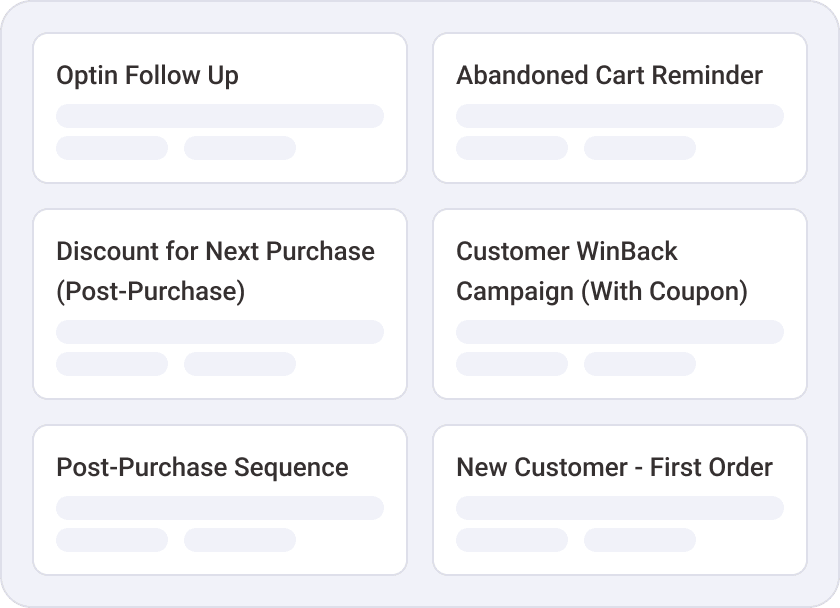 Optin Follow Up
Abandoned Cart Reminder
Discount for Next Purchase
(Post-Purchase)
Customer WinBack
Campaign (With Coupon)
Post-Purchase Sequence
New Customer - First Order